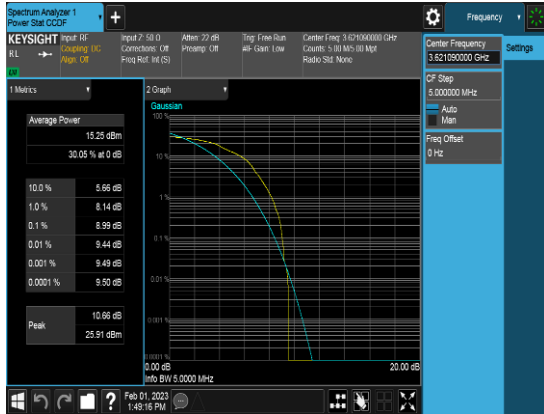 Spectrum Analyzer 1
Power Stat CCDF
Frequency
KEYSIGHT
RL
Input: RF
Coupling: DC
Align: Off
Input Z: 50 Ω
Corrections: Off
Freq Ref: Int (S)
Atten: 22 dB
Preamp: Off
Trig: Free Run
#IF Gain: Low
Center Freq: 3.621090000 GHz
Counts: 5.00 M/5.00 Mpt
Radio Std: None
1 Metrics
Average Power
15.25 dBm
30.05 % at 0 dB
10.0 % 5.66 dB
1.0 % 8.14 dB
0.1 % 8.99 dB
0.01 % 9.44 dB
0.001 % 9.49 dB
0.0001 % 9.50 dB
Peak
10.66 dB
25.91 dBm
2 Graph
Gaussian
100 %
10 %
1 %
0.1 %
0.01 %
0.001 %
0.0001 %
0.00 dB
20.00 dB
Info BW 5.0000 MHz
Center Frequency
3.621090000 GHz
Settings
CF Step
5.000000 MHz
Auto
Man
Freq Offset
0 Hz
?
Feb 01, 2023
1:49:16 PM